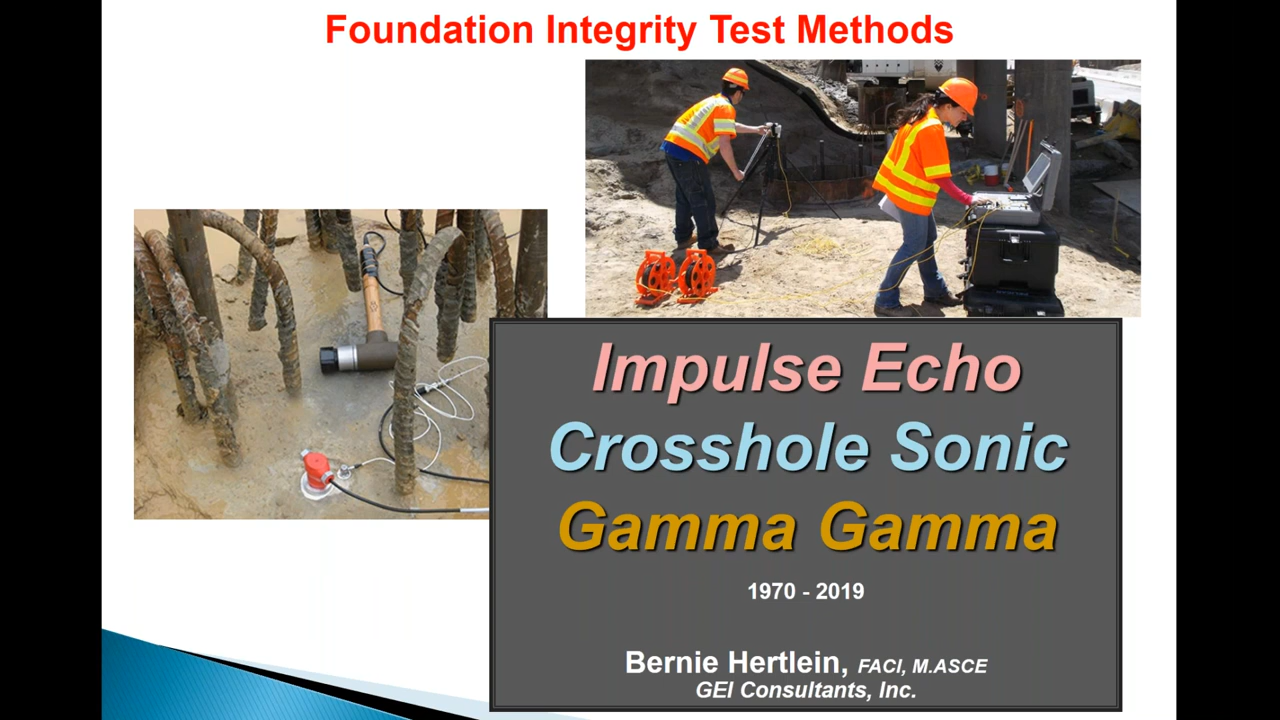 Foundation Integrity Test Methods
Impulse Echo
Crosshole Sonic
Gamma Gamma
1970 - 2019
Bernie Hertlein, FACI, M.ASCE
GEI Consultants, Inc.